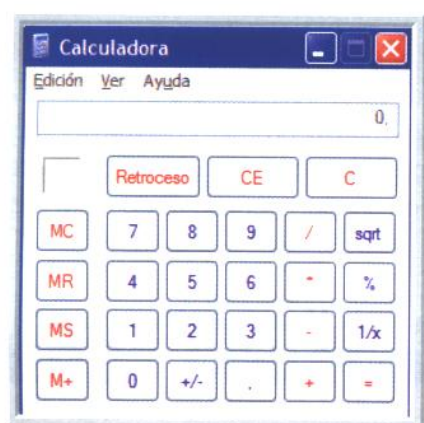 Calculadora
Edición Ver Ayuda
0,
Retroceso CE C
MC 7 8 9 / sqrt
MR 4 5 6 * %
MS 1 2 3 - 1/x
M+ 0 +/- . + =